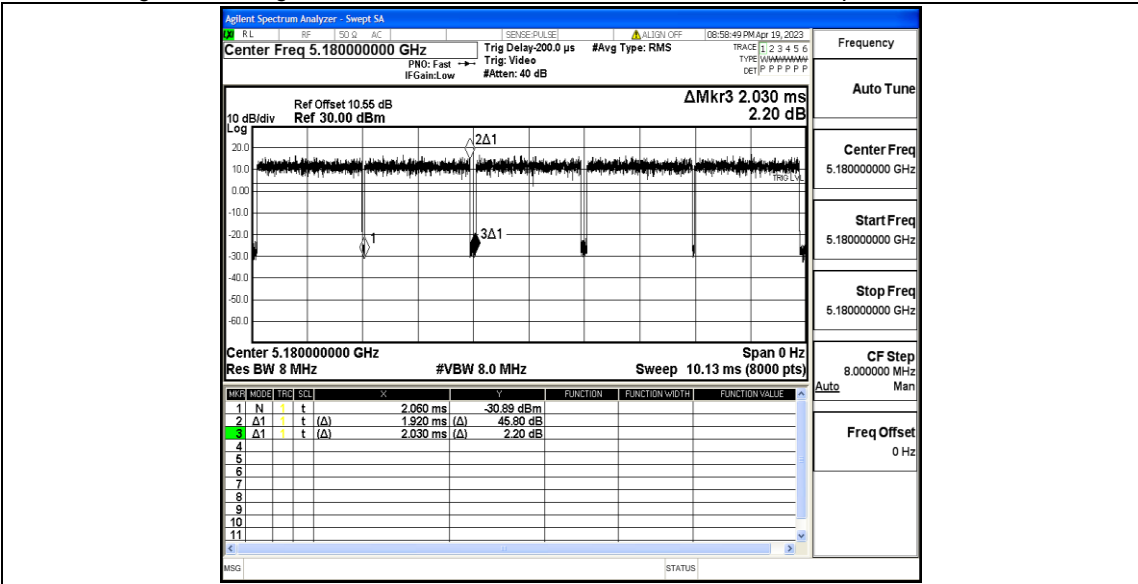 Agilent Spectrum Analyzer - Swept SA
RL RF 50 Ω AC SENSE:PULSE ALIGN OFF 08:58:49 PM Apr 19, 2023
Center Freq 5.180000000 GHz
PNO: Fast
IFGain:Low
Trig Delay-200.0 µs
Trig: Video
#Atten: 40 dB
#Avg Type: RMS
TRACE 1 2 3 4 5 6
TYPE WWWWWW
DET P P P P P P
ΔMkr3 2.030 ms
2.20 dB
Ref Offset 10.55 dB
10 dB/div Ref 30.00 dBm
Log
20.0
10.0
0.00
-10.0
-20.0
-30.0
-40.0
-50.0
-60.0
2Δ1
TRIG LVL
1
3Δ1
Center 5.180000000 GHz Span 0 Hz
Res BW 8 MHz #VBW 8.0 MHz Sweep 10.13 ms (8000 pts)
MKR MODE TRC SCL X Y FUNCTION FUNCTION WIDTH FUNCTION VALUE
1 N 1 t 2.060 ms -30.89 dBm
2 Δ1 1 t (Δ) 1.920 ms (Δ) 45.80 dB
3 Δ1 1 t (Δ) 2.030 ms (Δ) 2.20 dB
4
5
6
7
8
9
10
11
MSG STATUS
Frequency
Auto Tune
Center Freq
5.180000000 GHz
Start Freq
5.180000000 GHz
Stop Freq
5.180000000 GHz
CF Step
8.000000 MHz
Auto Man
Freq Offset
0 Hz